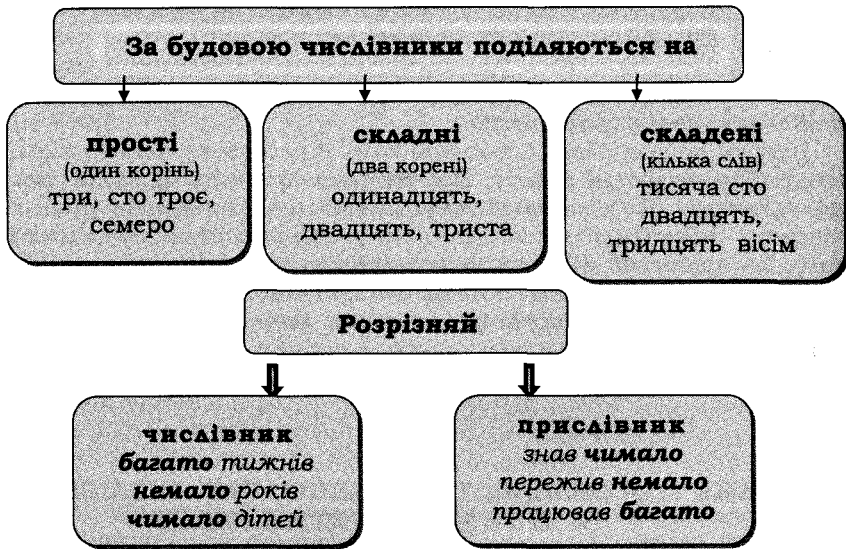 За будовою числівники поділяються на
прості
(один корінь)
три, сто троє,
семеро
складні
(два корені)
одинадцять,
двадцять, триста
складені
(кілька слів)
тисяча сто
двадцять,
тридцять вісім
Розрізняй
числівник
багато тижнів
немало років
чимало дітей
прислівник
знав чимало
пережив немало
працював багато